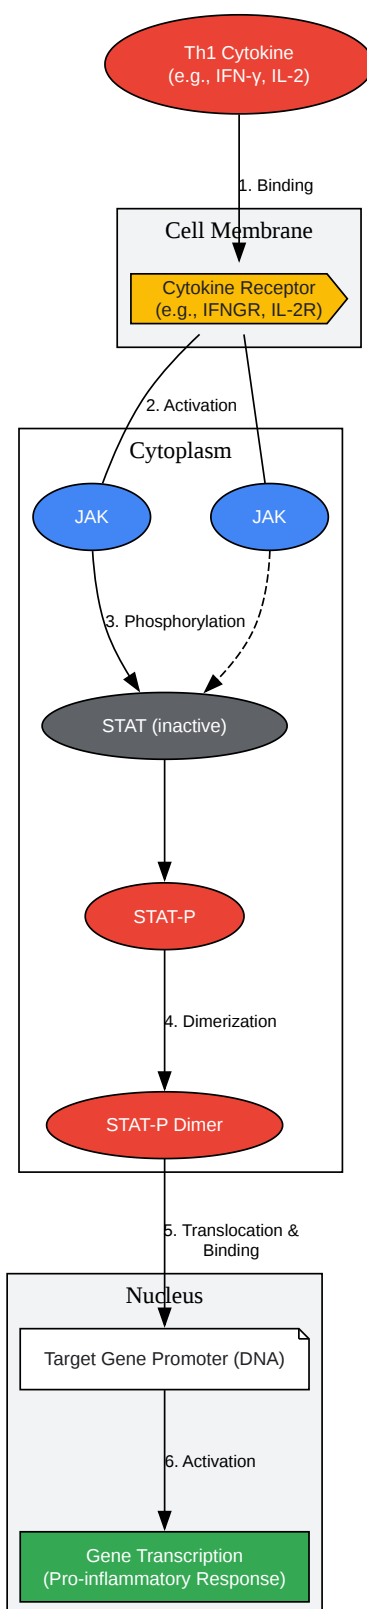 Th1 Cytokine
(e.g., IFN-γ, IL-2)
1. Binding
Cell Membrane
Cytokine Receptor
(e.g., IFNGR, IL-2R)
2. Activation
Cytoplasm
JAK
JAK
3. Phosphorylation
STAT (inactive)
STAT-P
4. Dimerization
STAT-P Dimer
5. Translocation &
Binding
Nucleus
Target Gene Promoter (DNA)
6. Activation
Gene Transcription
(Pro-inflammatory Response)